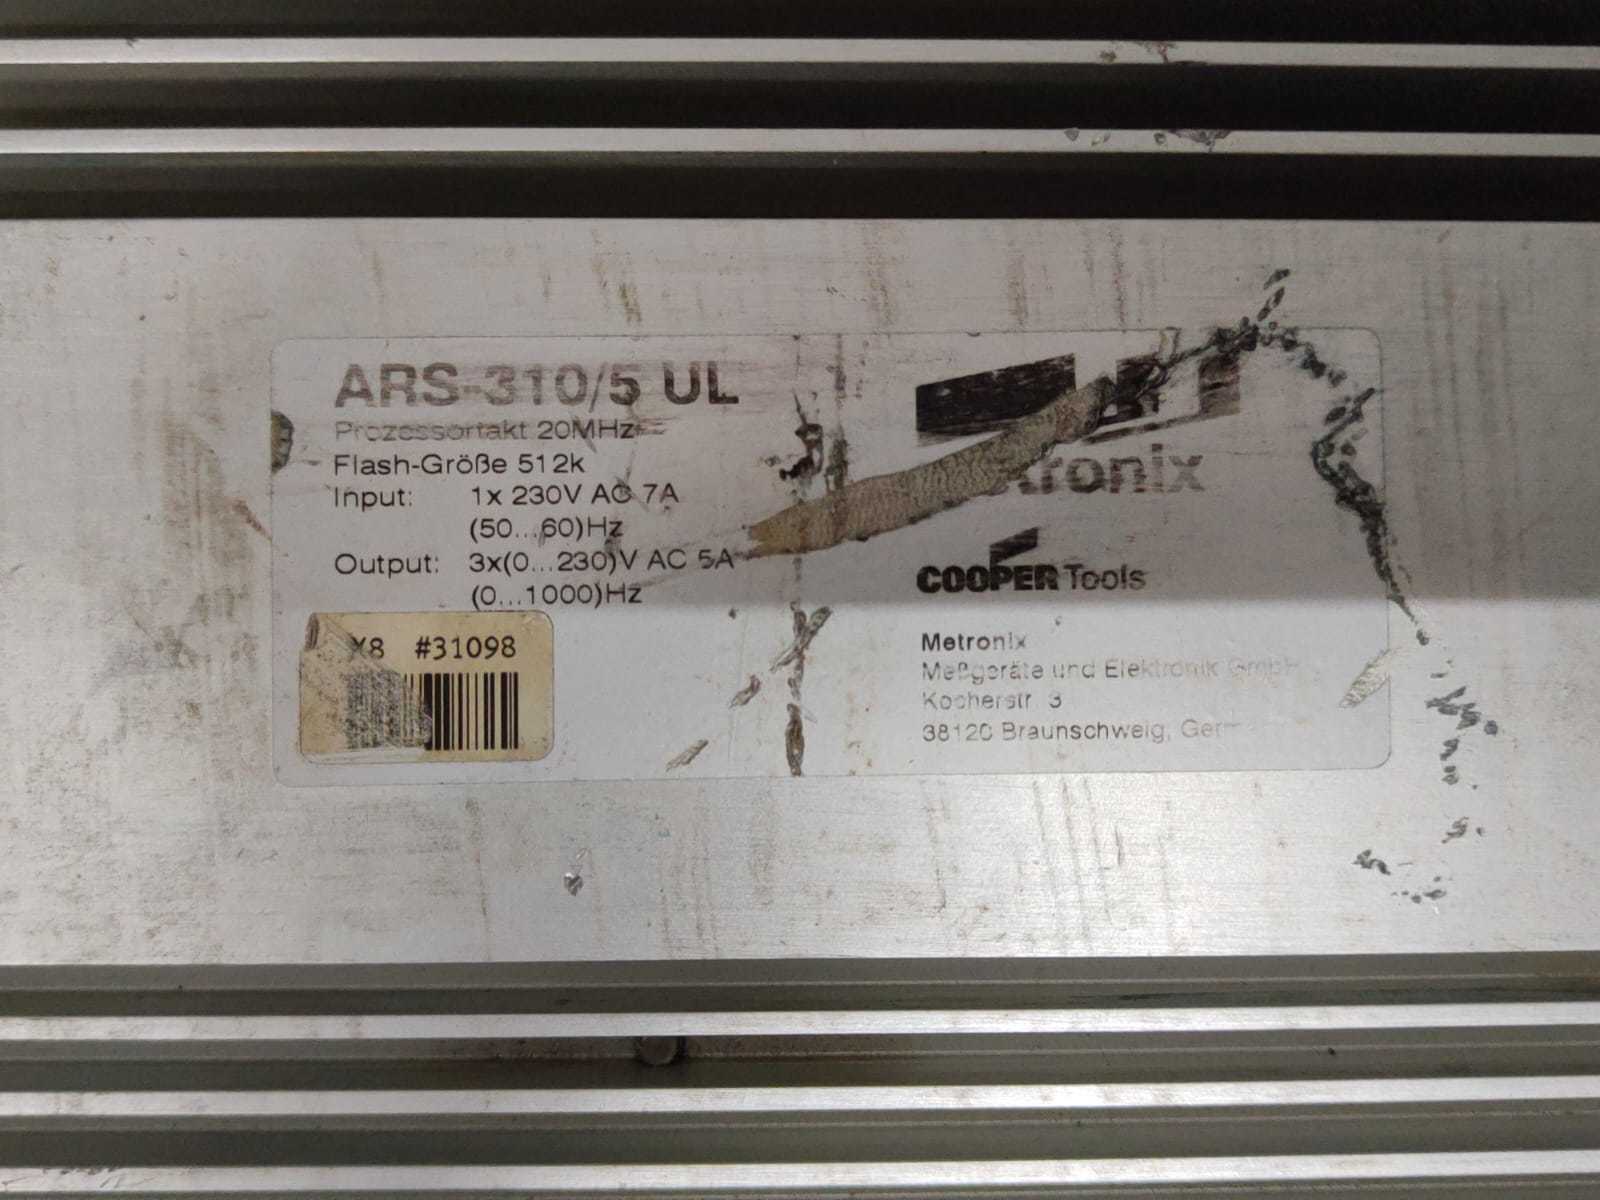 ARS-310/5 UL
Prozessortakt 20MHz
Flash-Größe 512k
Input: 1x 230V AC 7A
(50...60)Hz
Output: 3x(0...230)V AC 5A
(0...1000)Hz
#31098
COOPER Tools
Metronix
Meßgeräte und Elektronik GmbH
Kocherstr. 3
38120 Braunschweig,